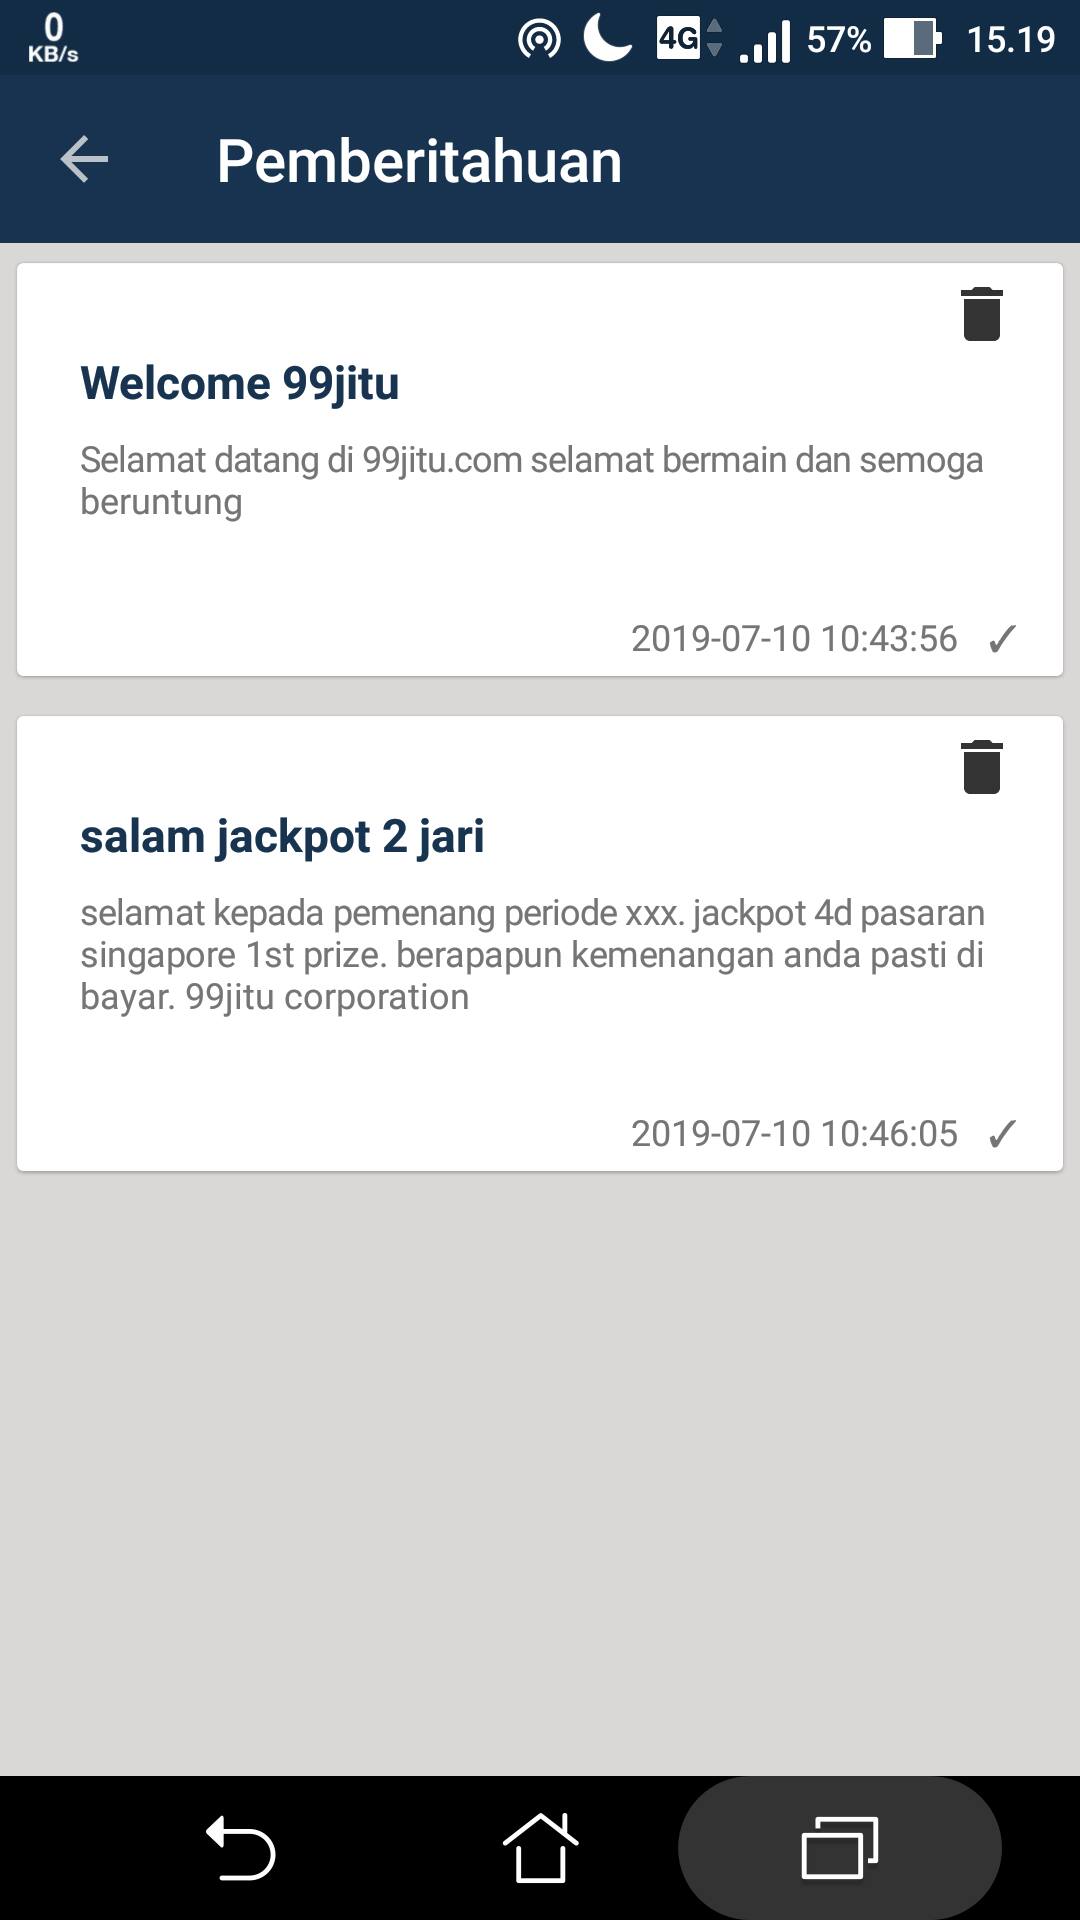 0
KB/s
4G
57%
15.19
Pemberitahuan
Welcome 99jitu
Selamat datang di 99jitu.com selamat bermain dan semoga
beruntung
2019-07-10 10:43:56 ✓
salam jackpot 2 jari
selamat kepada pemenang periode xxx. jackpot 4d pasaran
singapore 1st prize. berapapun kemenangan anda pasti di
bayar. 99jitu corporation
2019-07-10 10:46:05 ✓